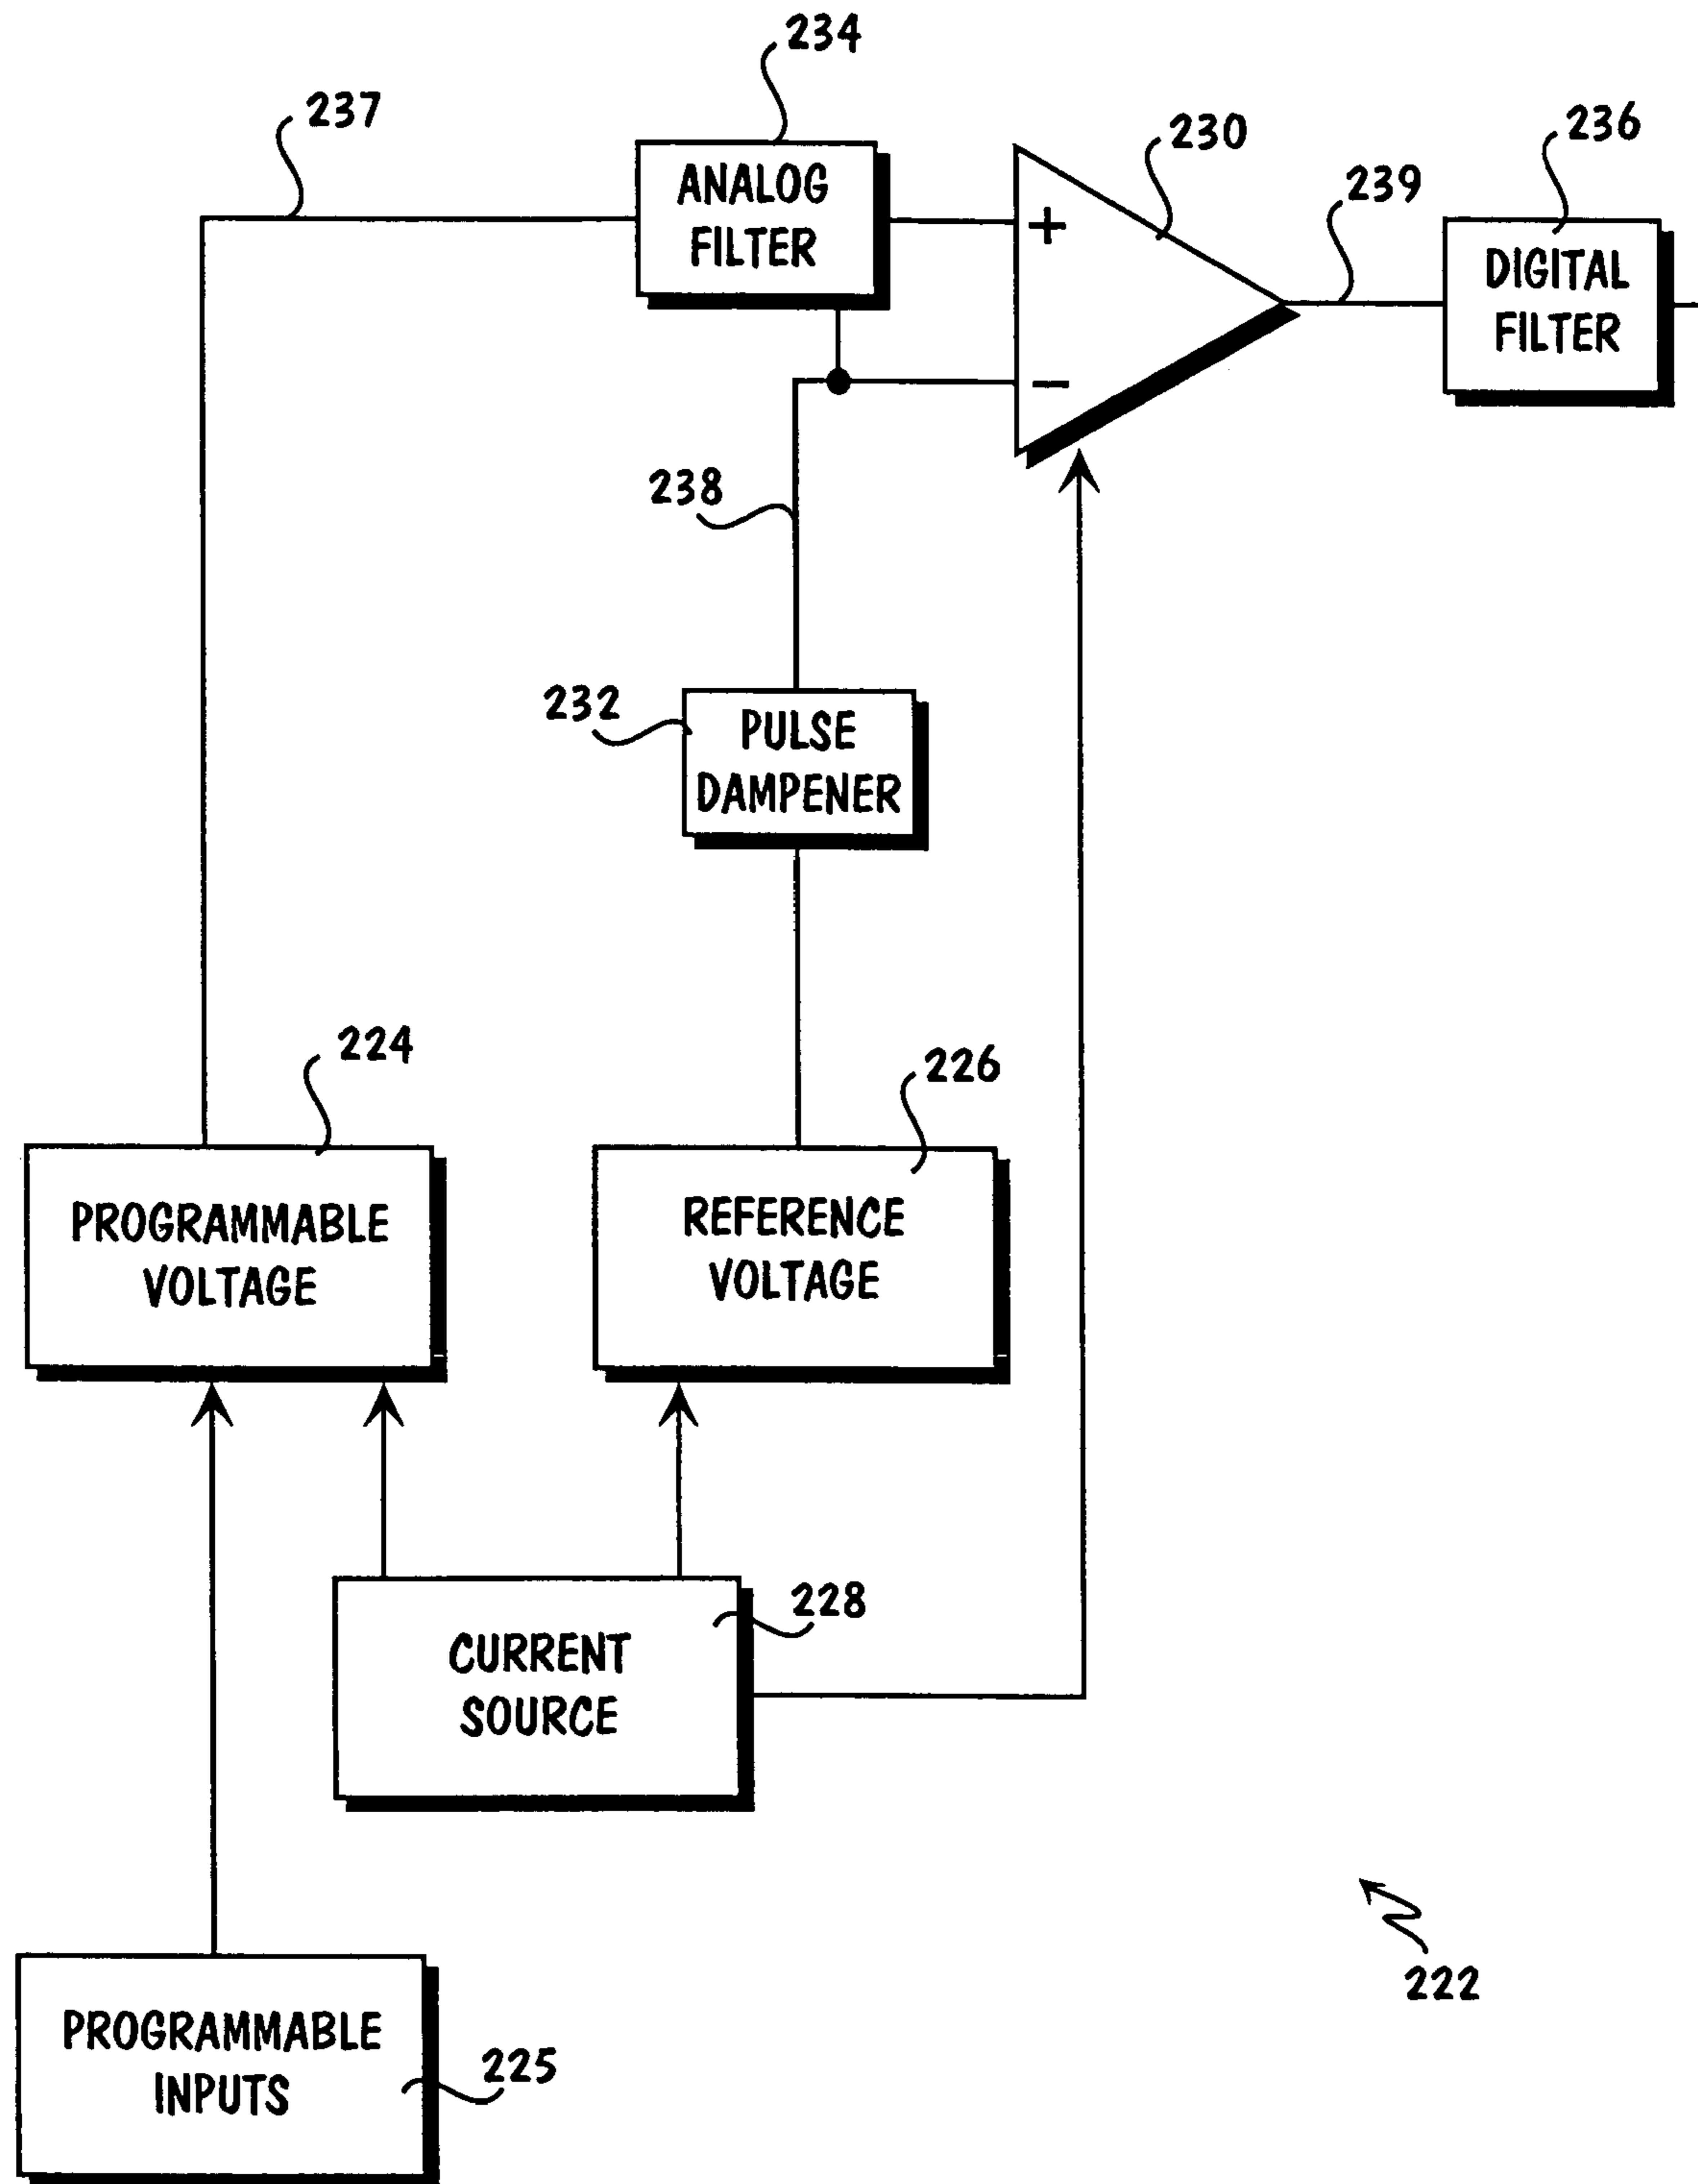 234
237
230
236
239
ANALOG
FILTER
+
DIGITAL
FILTER
−
238
232
PULSE
DAMPENER
224
226
PROGRAMMABLE
VOLTAGE
REFERENCE
VOLTAGE
228
CURRENT
SOURCE
222
PROGRAMMABLE
INPUTS
225